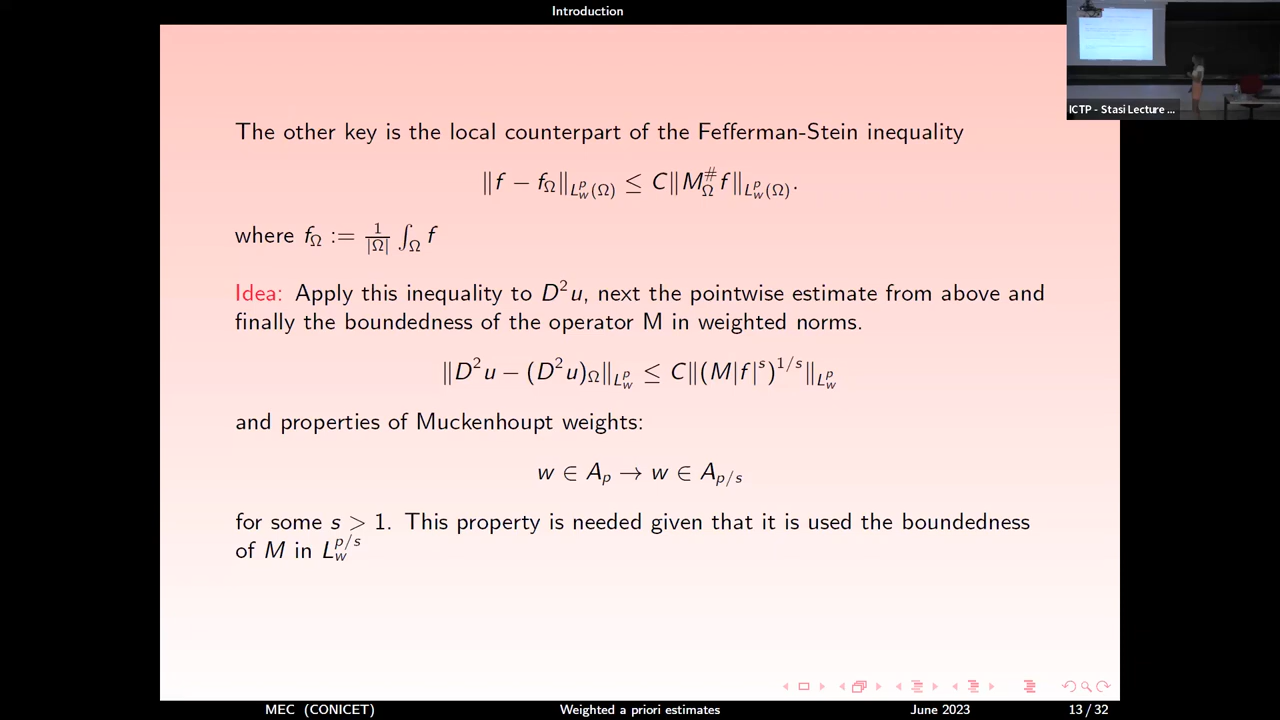 Introduction
ICTP - Stasi Lecture ...
The other key is the local counterpart of the Fefferman-Stein inequality
‖f − f_Ω‖_{L^p_w(Ω)} ≤ C‖M^#_Ω f‖_{L^p_w(Ω)}.
where f_Ω := 1/|Ω| ∫_Ω f
Idea: Apply this inequality to D²u, next the pointwise estimate from above and
finally the boundedness of the operator M in weighted norms.
‖D²u − (D²u)_Ω‖_{L^p_w} ≤ C‖(M|f|^s)^{1/s}‖_{L^p_w}
and properties of Muckenhoupt weights:
w ∈ A_p → w ∈ A_{p/s}
for some s > 1. This property is needed given that it is used the boundedness
of M in L^{p/s}_w
MEC (CONICET) Weighted a priori estimates June 2023 13 / 32